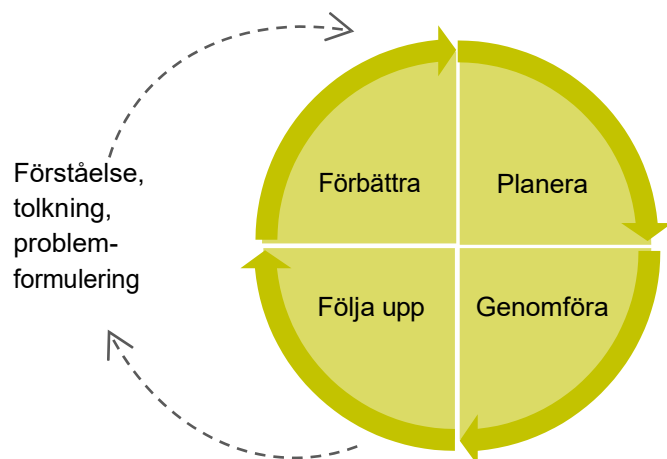 Förståelse,
tolkning,
problem-
formulering
Förbättra
Planera
Följa upp
Genomföra